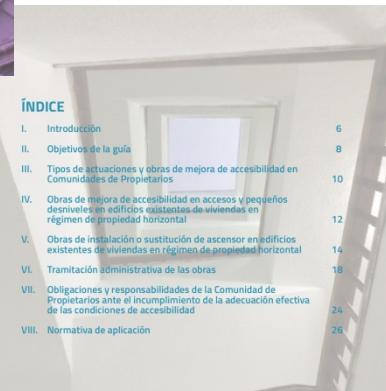 ÍNDICE
I. Introducción 6
II. Objetivos de la guía 8
III. Tipos de actuaciones y obras de mejora de accesibilidad en
Comunidades de Propietarios 10
IV. Obras de mejora de accesibilidad en accesos y pequeños
desniveles en edificios existentes de viviendas en
régimen de propiedad horizontal 12
V. Obras de instalación o sustitución de ascensor en edificios
existentes de viviendas en régimen de propiedad horizontal 14
VI. Tramitación administrativa de las obras 18
VII. Obligaciones y responsabilidades de la Comunidad de
Propietarios ante el incumplimiento de la adecuación efectiva
de las condiciones de accesibilidad 24
VIII. Normativa de aplicación 26